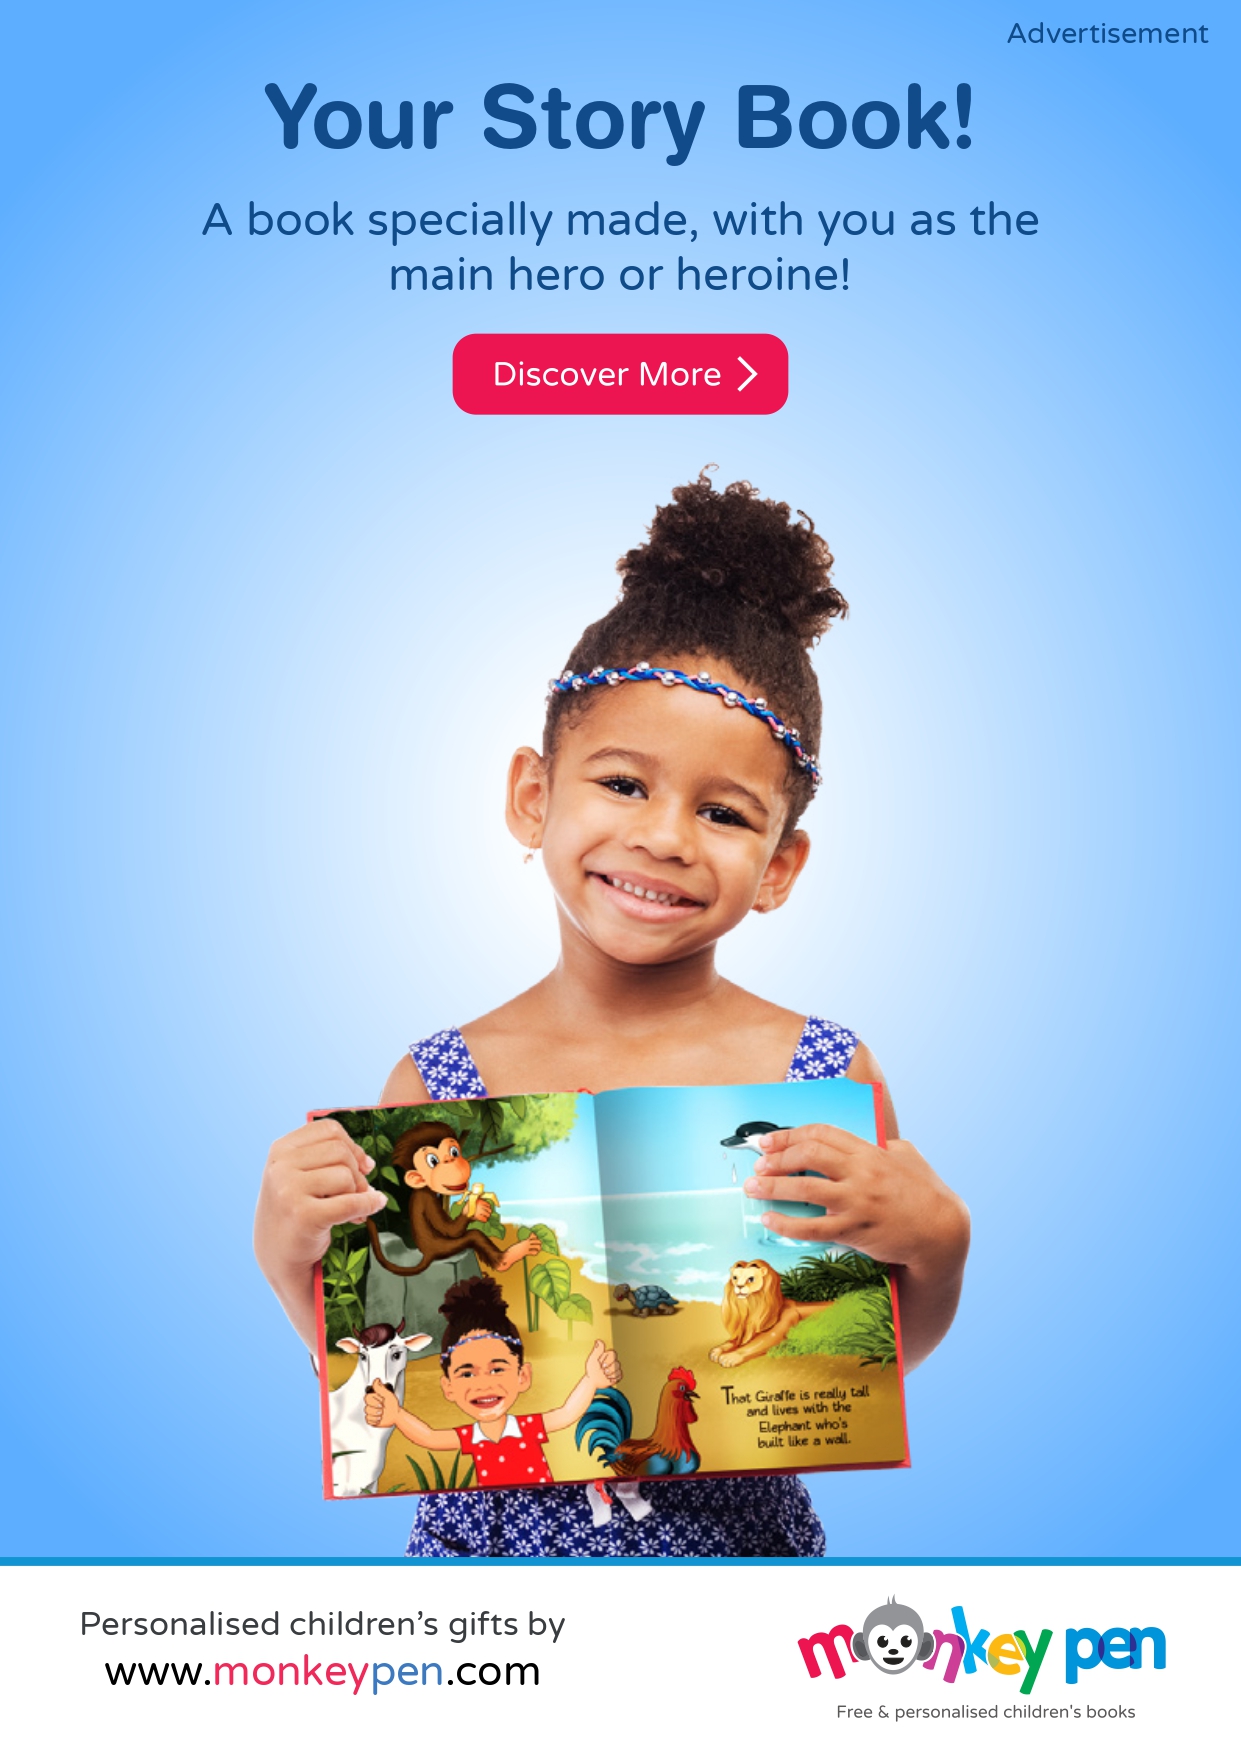 Advertisement
Your Story Book!
A book specially made, with you as the
main hero or heroine!
Discover More
That Giraffe is really tall
and lives with the
Elephant who's
built like a wall.
Personalised children’s gifts by
www.monkeypen.com
monkey pen
Free & personalised children's books